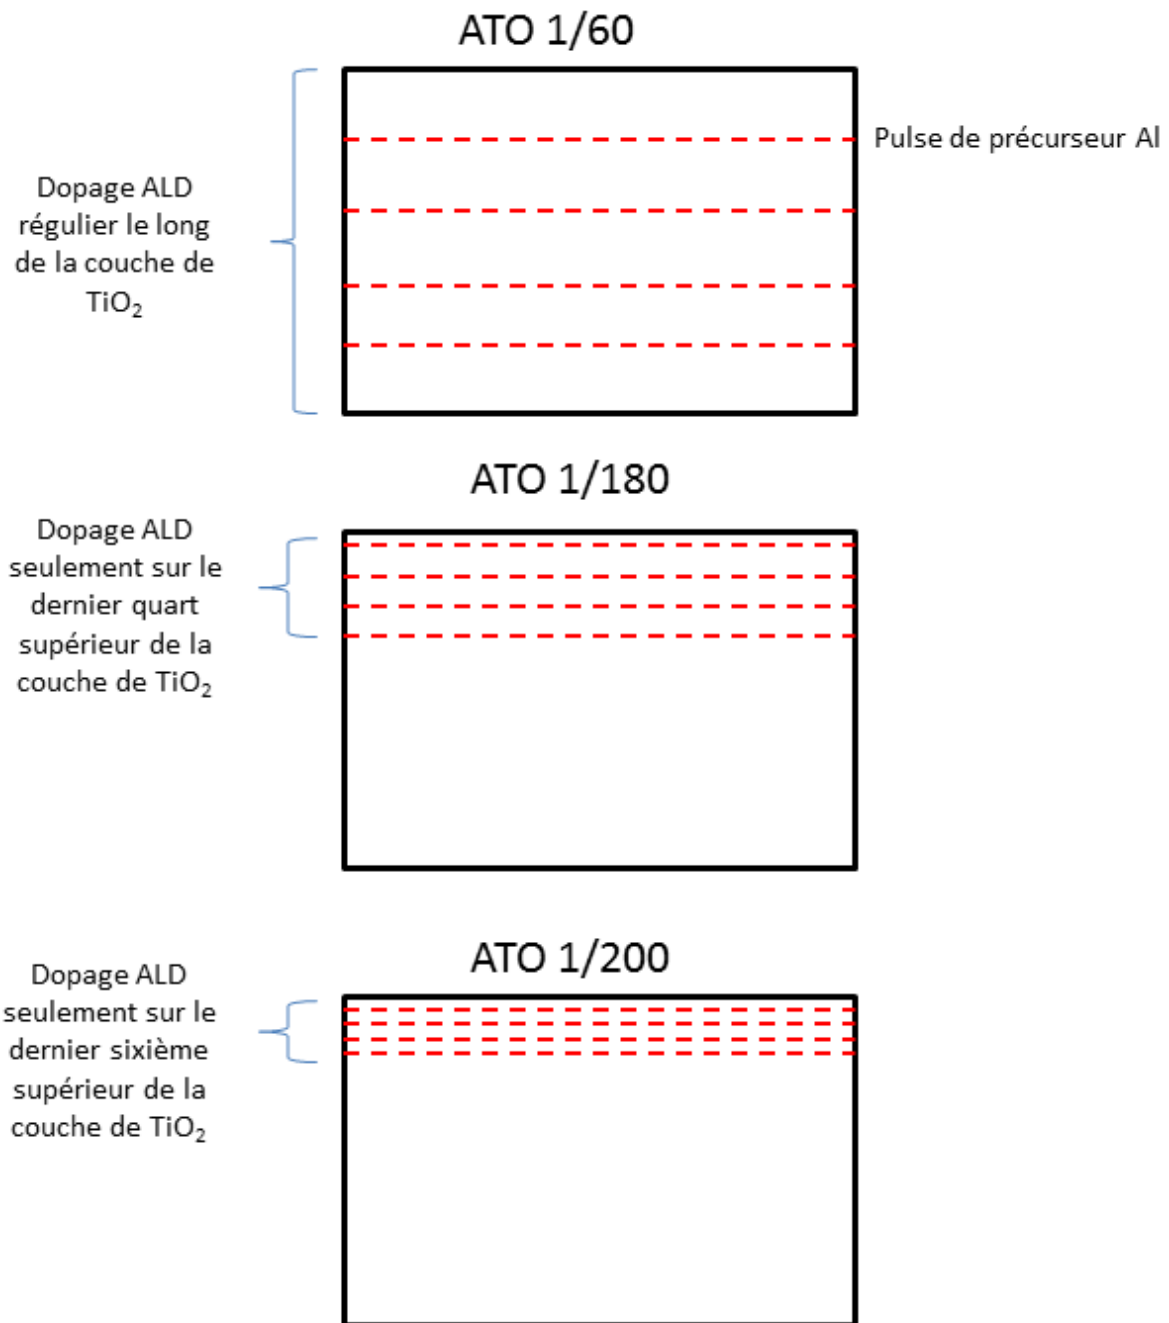 ATO 1/60
Pulse de précurseur Al
Dopage ALD
régulier le long
de la couche de
TiO₂
ATO 1/180
Dopage ALD
seulement sur le
dernier quart
supérieur de la
couche de TiO₂
ATO 1/200
Dopage ALD
seulement sur le
dernier sixième
supérieur de la
couche de TiO₂